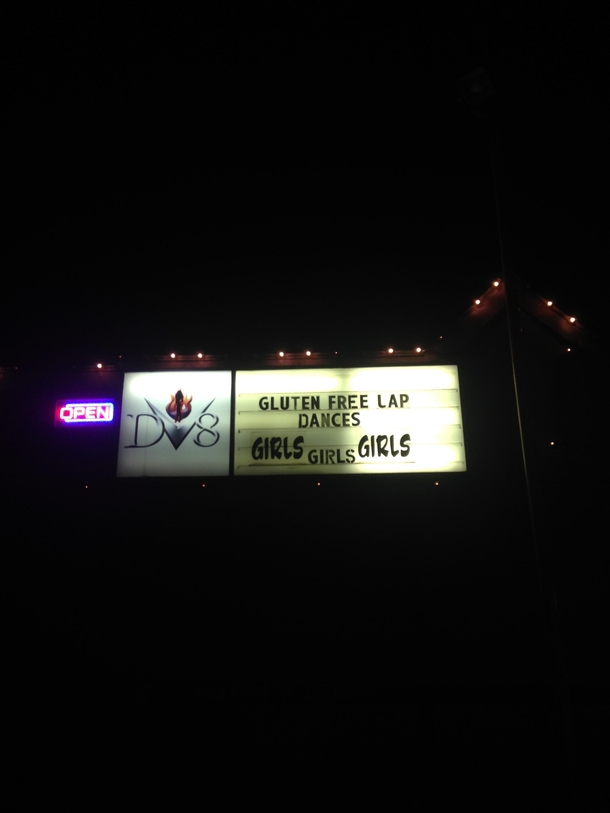 OPEN
DV8
GLUTEN FREE LAP
DANCES
GIRLS GIRLS GIRLS